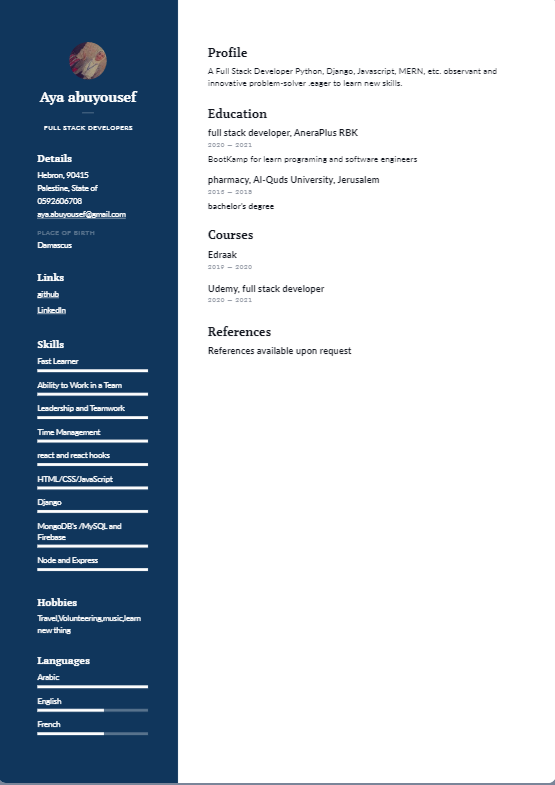 Aya abuyousef
FULL STACK DEVELOPERS
Details
Hebron, 90415
Palestine, State of
0592606708
aya.abuyousef@gmail.com
PLACE OF BIRTH
Damascus
Links
github
LinkedIn
Skills
Fast Learner
Ability to Work in a Team
Leadership and Teamwork
Time Management
react and react hooks
HTML/CSS/JavaScript
Django
MongoDB's /MySQL and
Firebase
Node and Express
Hobbies
Travel,Volunteering,music,learn
new thing
Languages
Arabic
English
French
Profile
A Full Stack Developer Python, Django, Javascript, MERN, etc. observant and
innovative problem-solver .eager to learn new skills.
Education
full stack developer, AneraPlus RBK
2020 — 2021
BootKamp for learn programing and software engineers
pharmacy, Al-Quds University, Jerusalem
2013 — 2018
bachelor's degree
Courses
Edraak
2019 — 2020
Udemy, full stack developer
2020 — 2021
References
References available upon request